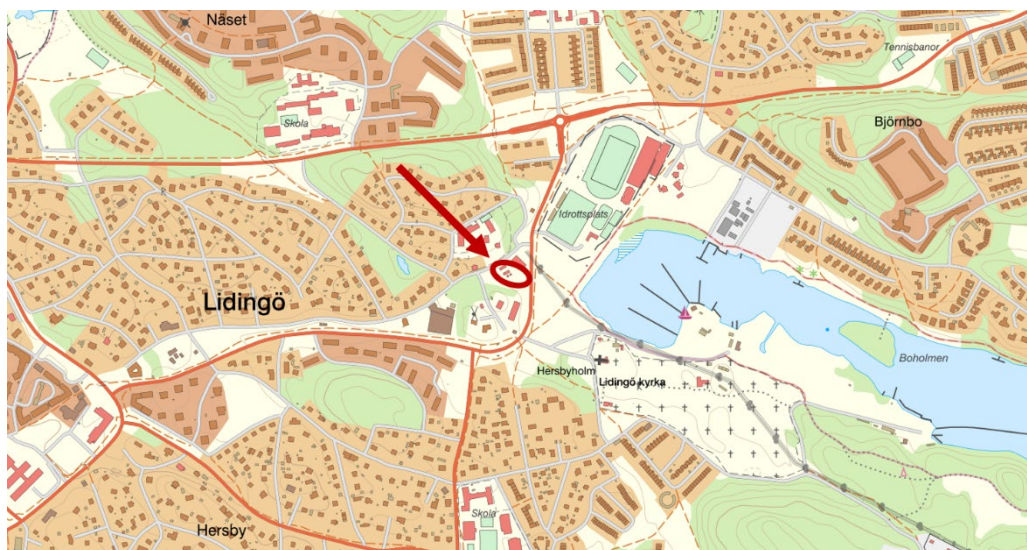 Näset
Tennisbanor
Skola
Björnbo
Idrottsplats
Lidingö
Boholmen
Hersbyholm
Lidingö kyrka
Skola
Hersby